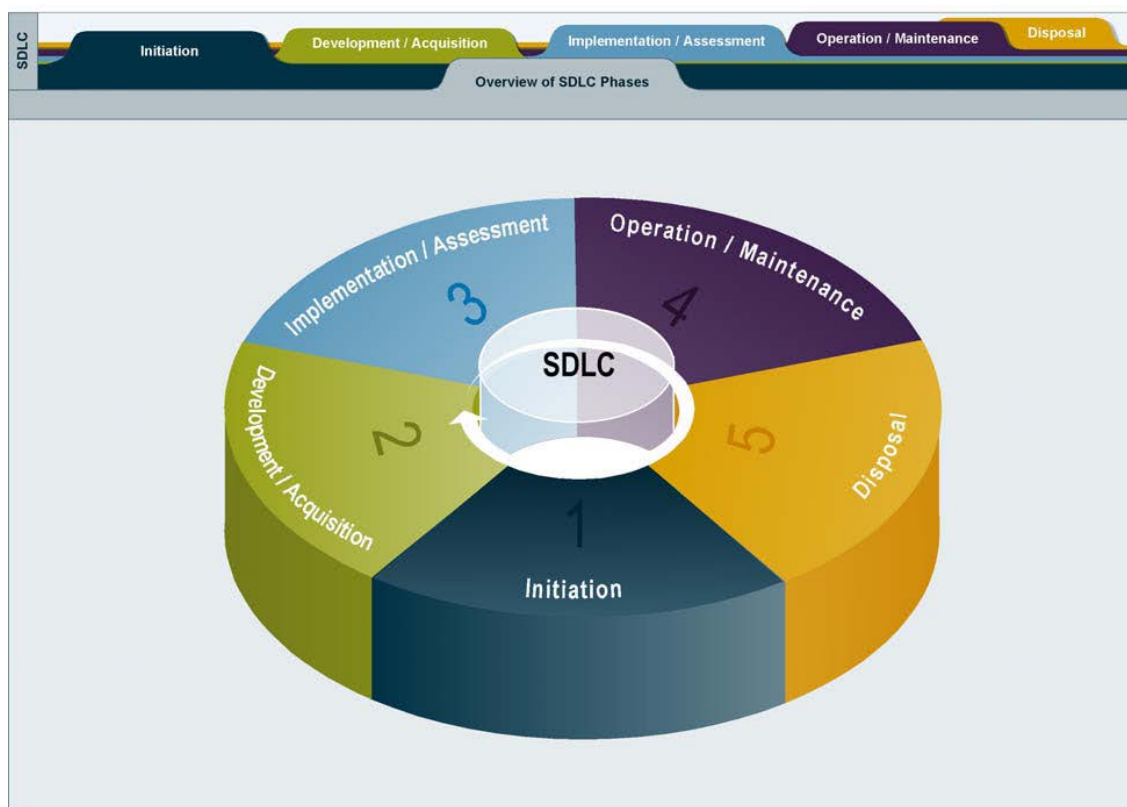 SDLC
Initiation
Development / Acquisition
Implementation / Assessment
Operation / Maintenance
Disposal
Overview of SDLC Phases
Implementation / Assessment
3
Operation / Maintenance
4
SDLC
Development / Acquisition
2
5
Disposal
1
Initiation